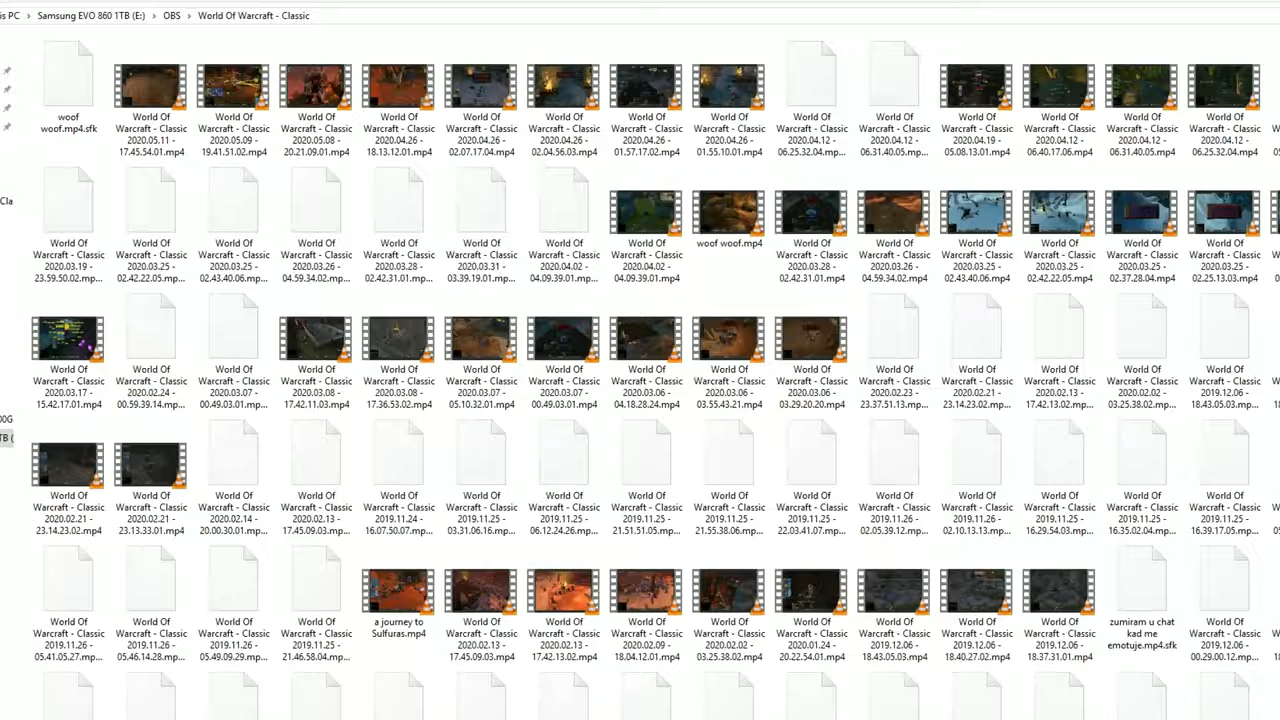 is PC > Samsung EVO 860 1TB (E:) > OBS > World Of Warcraft - Classic
woof
woof.mp4.sfk
World Of
Warcraft - Classic
2020.05.11 -
17.45.54.01.mp4
World Of
Warcraft - Classic
2020.05.09 -
19.41.51.02.mp4
World Of
Warcraft - Classic
2020.05.08 -
20.21.09.01.mp4
World Of
Warcraft - Classic
2020.04.26 -
18.13.12.01.mp4
World Of
Warcraft - Classic
2020.04.26 -
02.07.17.04.mp4
World Of
Warcraft - Classic
2020.04.26 -
02.04.56.03.mp4
World Of
Warcraft - Classic
2020.04.26 -
01.57.17.02.mp4
World Of
Warcraft - Classic
2020.04.26 -
01.55.10.01.mp4
World Of
Warcraft - Classic
2020.04.12 -
06.25.32.04.mp...
World Of
Warcraft - Classic
2020.04.12 -
06.31.40.05.mp...
World Of
Warcraft - Classic
2020.04.19 -
05.08.13.01.mp4
World Of
Warcraft - Classic
2020.04.12 -
06.40.17.06.mp4
World Of
Warcraft - Classic
2020.04.12 -
06.31.40.05.mp4
World Of
Warcraft - Classic
2020.04.12 -
06.25.32.04.mp4
Cla
World Of
Warcraft - Classic
2020.03.19 -
23.59.50.02.mp...
World Of
Warcraft - Classic
2020.03.25 -
02.42.22.05.mp...
World Of
Warcraft - Classic
2020.03.25 -
02.43.40.06.mp...
World Of
Warcraft - Classic
2020.03.26 -
04.59.34.02.mp...
World Of
Warcraft - Classic
2020.03.28 -
02.42.31.01.mp...
World Of
Warcraft - Classic
2020.03.31 -
03.39.19.01.mp...
World Of
Warcraft - Classic
2020.04.02 -
04.09.39.01.mp...
World Of
Warcraft - Classic
2020.04.02 -
04.09.39.01.mp4
woof woof.mp4
World Of
Warcraft - Classic
2020.03.28 -
02.42.31.01.mp4
World Of
Warcraft - Classic
2020.03.26 -
04.59.34.02.mp4
World Of
Warcraft - Classic
2020.03.25 -
02.43.40.06.mp4
World Of
Warcraft - Classic
2020.03.25 -
02.42.22.05.mp4
World Of
Warcraft - Classic
2020.03.25 -
02.37.28.04.mp4
World Of
Warcraft - Classic
2020.03.25 -
02.25.13.03.mp4
World Of
Warcraft - Classic
2020.03.17 -
15.42.17.01.mp4
World Of
Warcraft - Classic
2020.02.24 -
00.59.39.14.mp...
World Of
Warcraft - Classic
2020.03.07 -
00.49.03.01.mp...
World Of
Warcraft - Classic
2020.03.08 -
17.42.11.03.mp4
World Of
Warcraft - Classic
2020.03.08 -
17.36.53.02.mp4
World Of
Warcraft - Classic
2020.03.07 -
05.10.32.01.mp4
World Of
Warcraft - Classic
2020.03.07 -
00.49.03.01.mp4
World Of
Warcraft - Classic
2020.03.06 -
04.18.28.24.mp4
World Of
Warcraft - Classic
2020.03.06 -
03.55.43.21.mp4
World Of
Warcraft - Classic
2020.03.06 -
03.29.20.20.mp4
World Of
Warcraft - Classic
2020.02.23 -
23.37.51.13.mp...
World Of
Warcraft - Classic
2020.02.21 -
23.14.23.02.mp...
World Of
Warcraft - Classic
2020.02.13 -
17.42.13.02.mp...
World Of
Warcraft - Classic
2020.02.02 -
03.25.38.02.mp...
World Of
Warcraft - Classic
2019.12.06 -
18.43.05.03.mp...
00G
TB (
World Of
Warcraft - Classic
2020.02.21 -
23.14.23.02.mp4
World Of
Warcraft - Classic
2020.02.21 -
23.13.33.01.mp4
World Of
Warcraft - Classic
2020.02.14 -
20.00.30.01.mp...
World Of
Warcraft - Classic
2020.02.13 -
17.45.09.03.mp...
World Of
Warcraft - Classic
2019.11.24 -
16.07.50.07.mp...
World Of
Warcraft - Classic
2019.11.25 -
03.31.06.16.mp...
World Of
Warcraft - Classic
2019.11.25 -
06.12.24.26.mp...
World Of
Warcraft - Classic
2019.11.25 -
21.51.51.05.mp...
World Of
Warcraft - Classic
2019.11.25 -
21.55.38.06.mp...
World Of
Warcraft - Classic
2019.11.25 -
22.03.41.07.mp...
World Of
Warcraft - Classic
2019.11.26 -
02.05.39.12.mp...
World Of
Warcraft - Classic
2019.11.26 -
02.10.13.13.mp...
World Of
Warcraft - Classic
2019.11.25 -
16.29.54.03.mp...
World Of
Warcraft - Classic
2019.11.25 -
16.35.02.04.mp...
World Of
Warcraft - Classic
2019.11.25 -
16.39.17.05.mp...
World Of
Warcraft - Classic
2019.11.26 -
05.41.05.27.mp...
World Of
Warcraft - Classic
2019.11.26 -
05.46.14.28.mp...
World Of
Warcraft - Classic
2019.11.26 -
05.49.09.29.mp...
World Of
Warcraft - Classic
2019.11.25 -
21.46.58.04.mp...
a journey to
Sulfuras.mp4
World Of
Warcraft - Classic
2020.02.13 -
17.45.09.03.mp4
World Of
Warcraft - Classic
2020.02.13 -
17.42.13.02.mp4
World Of
Warcraft - Classic
2020.02.09 -
18.04.12.01.mp4
World Of
Warcraft - Classic
2020.02.02 -
03.25.38.02.mp4
World Of
Warcraft - Classic
2020.01.24 -
20.22.54.01.mp4
World Of
Warcraft - Classic
2019.12.06 -
18.43.05.03.mp4
World Of
Warcraft - Classic
2019.12.06 -
18.40.27.02.mp4
World Of
Warcraft - Classic
2019.12.06 -
18.37.31.01.mp4
zumiram u chat
kad me
emotuje.mp4.sfk
World Of
Warcraft - Classic
2019.12.06 -
00.29.00.12.mp...